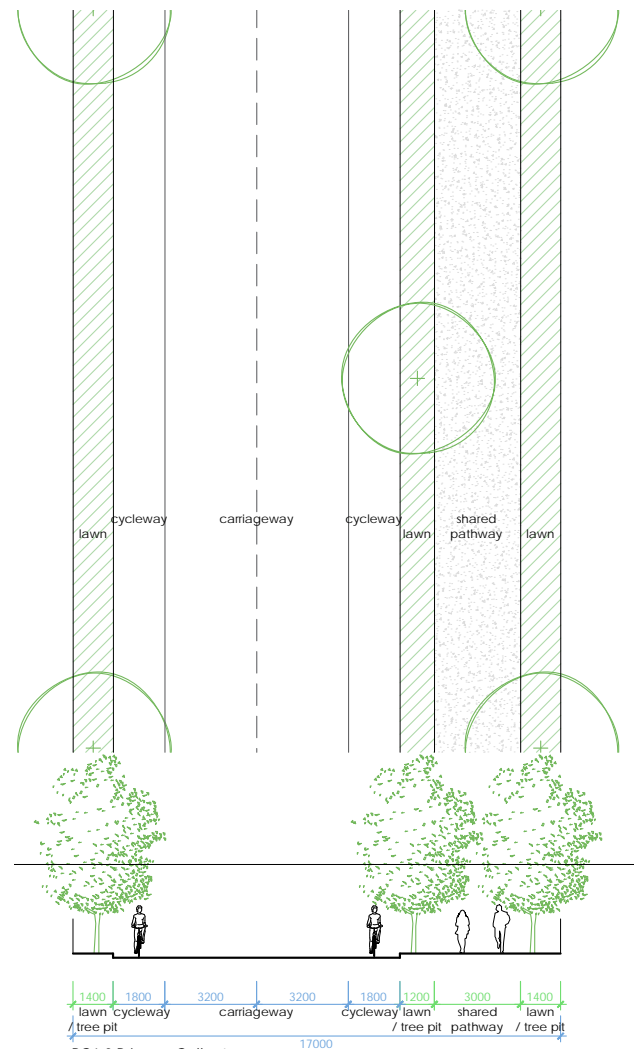 cycleway carriageway cycleway shared
lawn lawn pathway lawn
1400 1800 3200 3200 1800 1200 3000 1400
lawn cycleway carriageway cycleway lawn shared lawn
/ tree pit / tree pit pathway / tree pit
17000